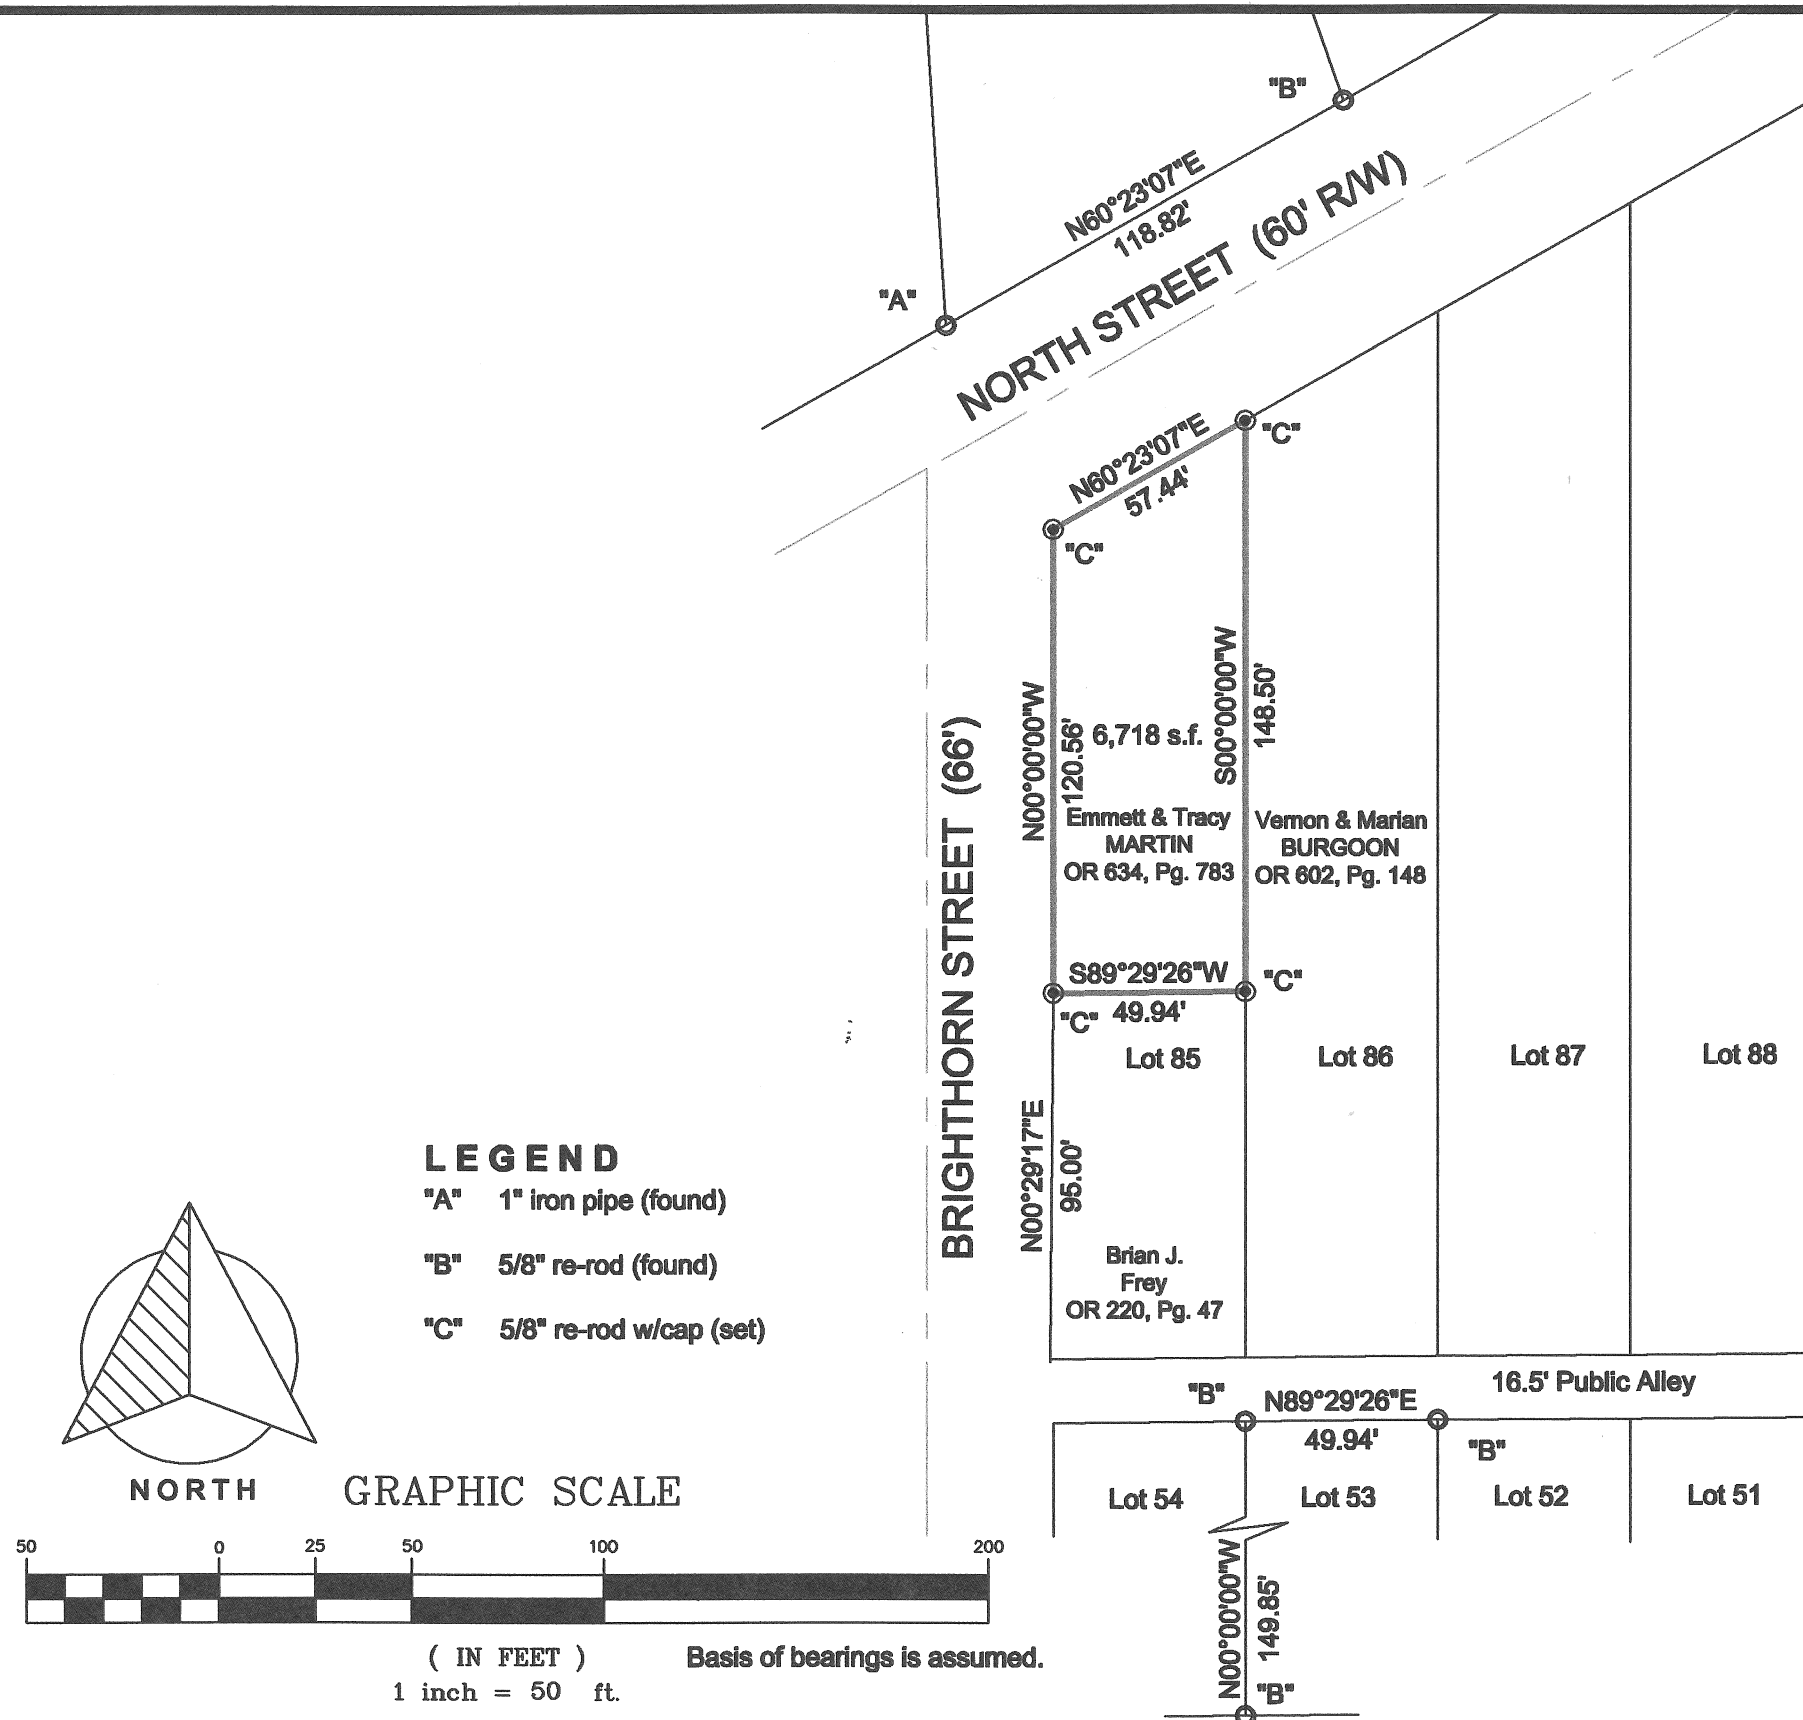 "B"
N60°23'07"E
118.82'
NORTH STREET (60' R/W)
"A"
"C"
N60°23'07"E
57.44'
"C"
N00°00'00"W
120.56'
6,718 s.f.
S00°00'00"W
148.50'
BRIGHTHORN STREET (66')
Emmett & Tracy
MARTIN
OR 634, Pg. 783
Vernon & Marian
BURGOON
OR 602, Pg. 148
S89°29'26"W
"C"
"C"
49.94'
Lot 85
Lot 86
Lot 87
Lot 88
N00°29'17"E
95.00'
Brian J.
Frey
OR 220, Pg. 47
LEGEND
"A" 1" iron pipe (found)
"B" 5/8" re-rod (found)
"C" 5/8" re-rod w/cap (set)
16.5' Public Alley
"B"
N89°29'26"E
49.94'
"B"
Lot 54
Lot 53
Lot 52
Lot 51
N00°00'00"W
149.85'
"B"
NORTH
GRAPHIC SCALE
50 0 25 50 100 200
( IN FEET )
1 inch = 50 ft.
Basis of bearings is assumed.